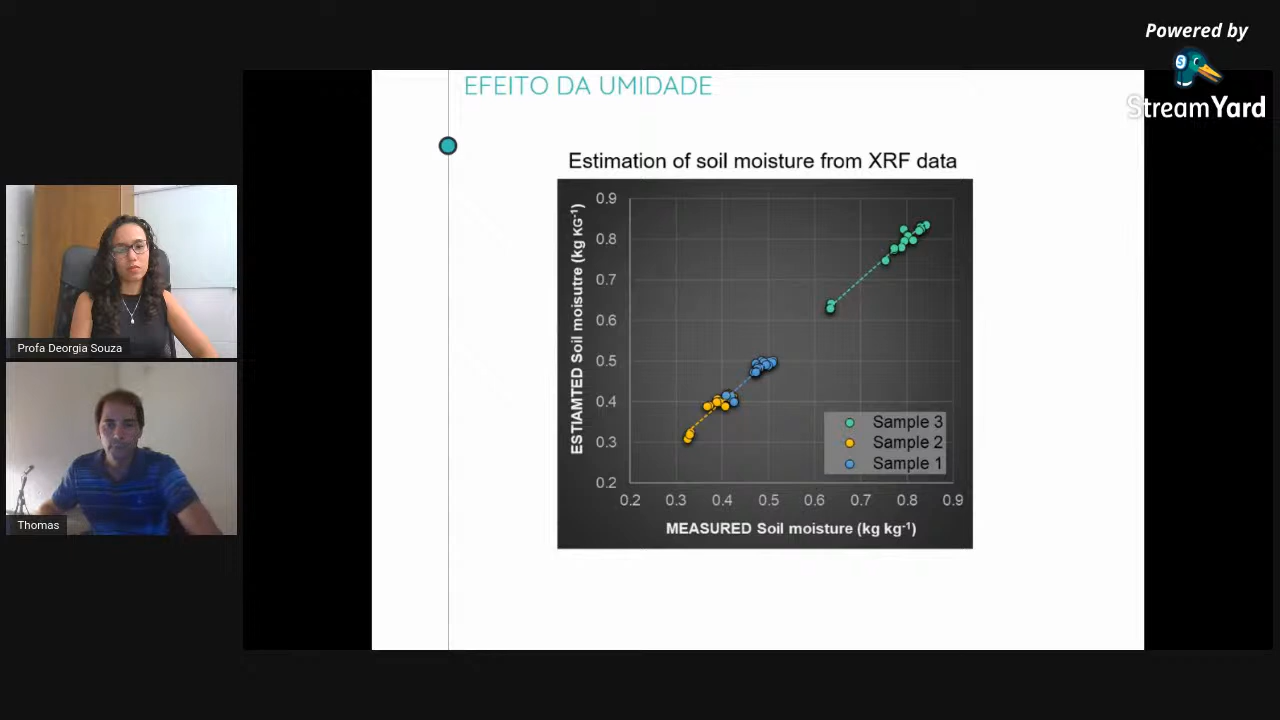 Powered by
StreamYard
EFEITO DA UMIDADE
Estimation of soil moisture from XRF data
ESTIAMTED Soil moisutre (kg KG⁻¹)
0.9
0.8
0.7
0.6
0.5
0.4
0.3
0.2
Sample 3
Sample 2
Sample 1
0.2 0.3 0.4 0.5 0.6 0.7 0.8 0.9
MEASURED Soil moisture (kg kg⁻¹)
Profa Deorgia Souza
Thomas